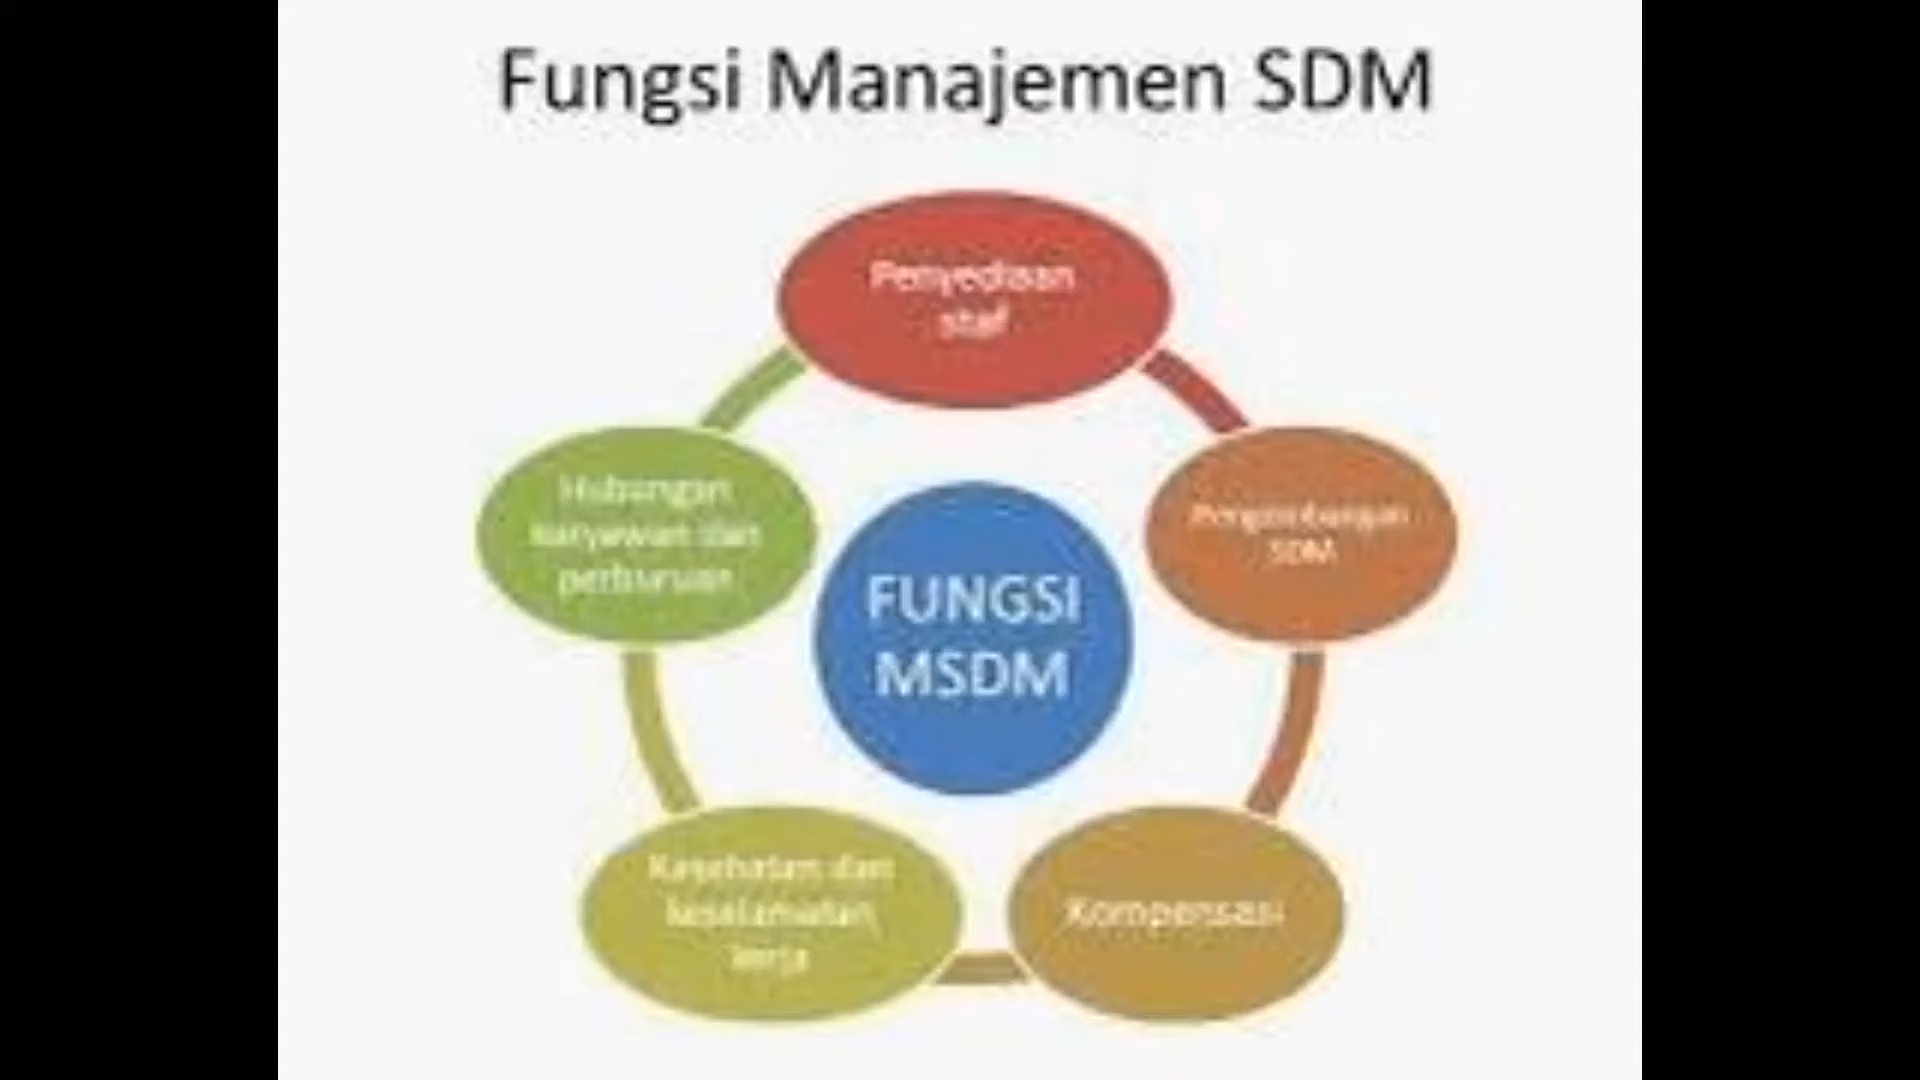 Fungsi Manajemen SDM
Penyediaan
staf
Hubungan
karyawan dan
perburuan
Pengembangan
SDM
FUNGSI
MSDM
Kesehatan dan
keselamatan
kerja
Kompensasi